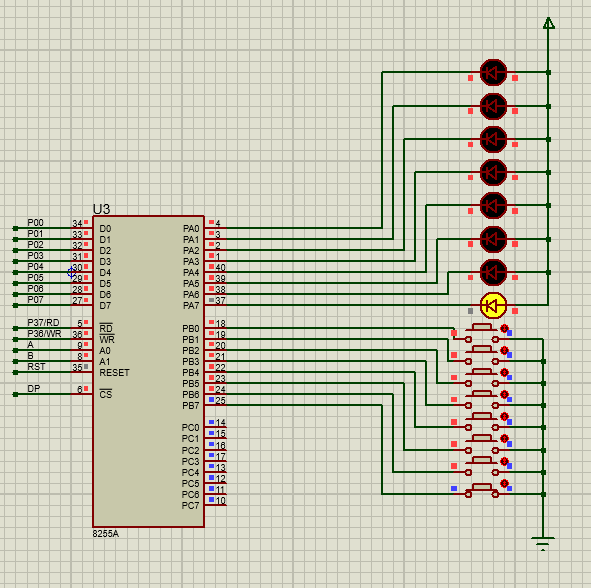 U3
P00 34 D0 PA0 4
P01 33 D1 PA1 3
P02 32 D2 PA2 2
P03 31 D3 PA3 1
P04 30 D4 PA4 40
P05 29 D5 PA5 39
P06 28 D6 PA6 38
P07 27 D7 PA7 37
P37/RD 5 RD PB0 18
P36/WR 36 WR PB1 19
A 9 A0 PB2 20
B 8 A1 PB3 21
RST 35 RESET PB4 22
PB5 23
DP 6 CS PB6 24
PB7 25
PC0 14
PC1 15
PC2 16
PC3 17
PC4 13
PC5 12
PC6 11
PC7 10
8255A